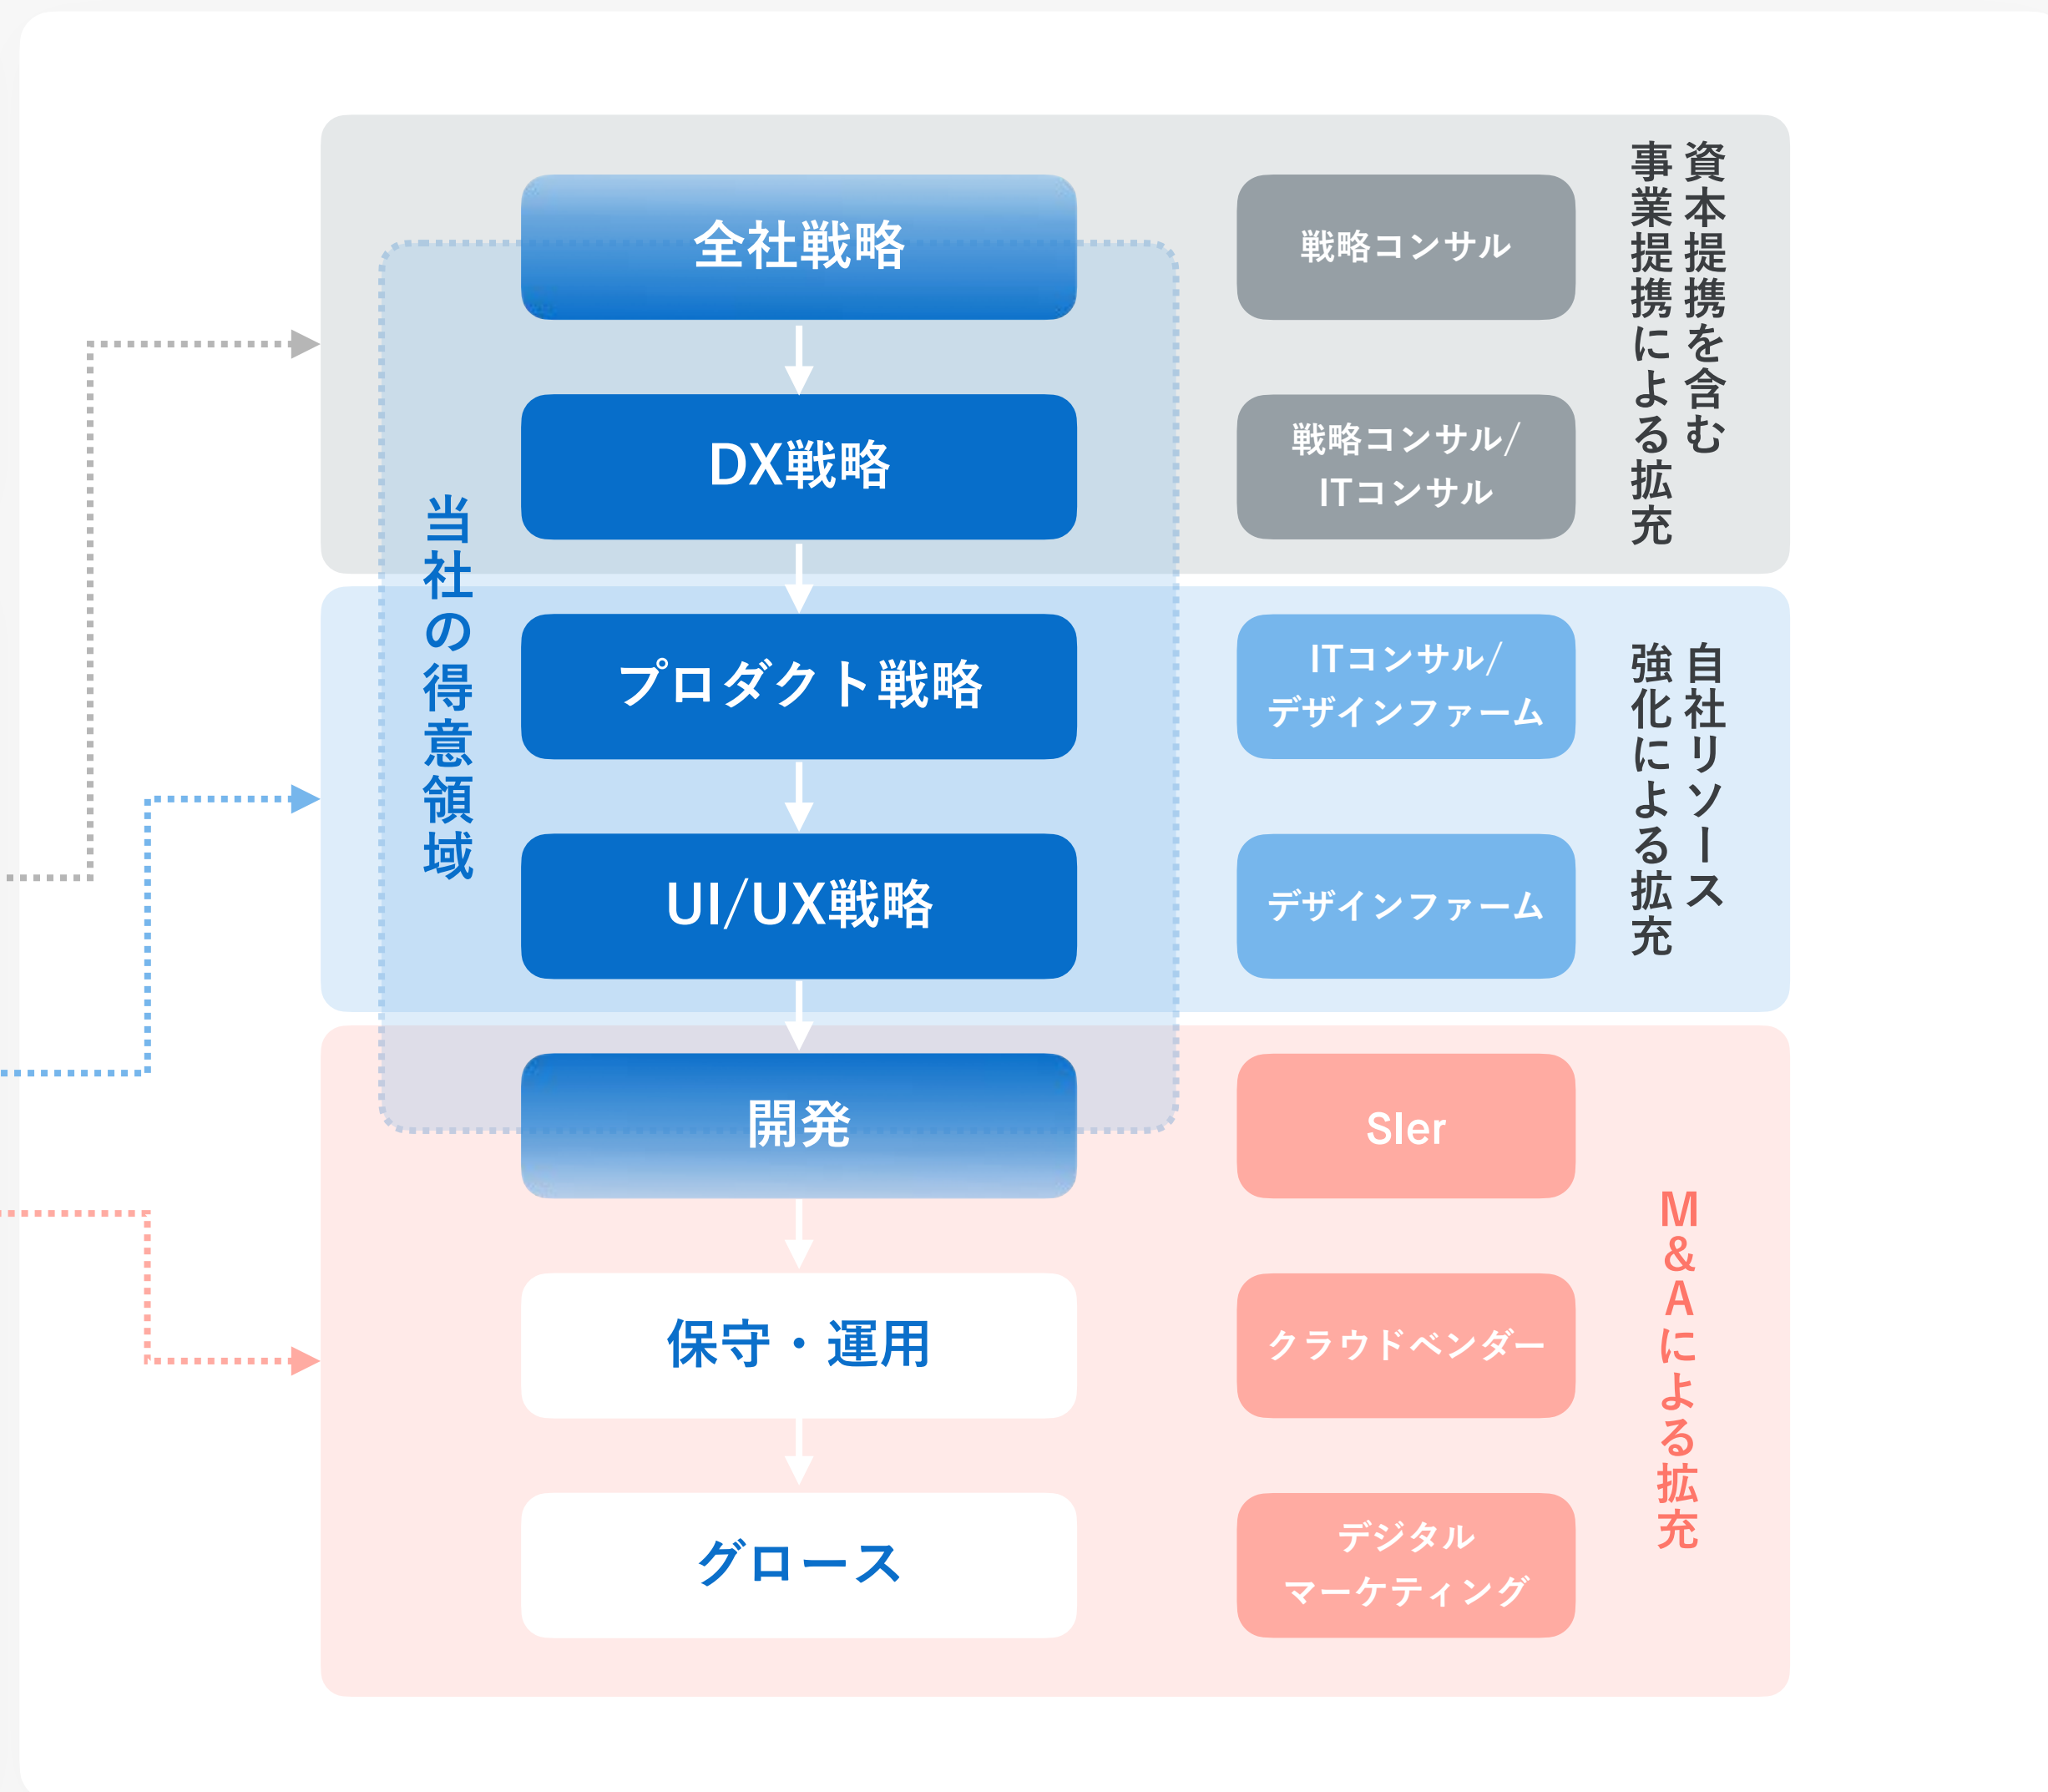 全社戦略
戦略コンサル
資本提携を含む
事業提携による拡充
DX戦略
戦略コンサル/
ITコンサル
当社の得意領域
プロダクト戦略
ITコンサル/
デザインファーム
自社リソース
強化による拡充
UI/UX戦略
デザインファーム
開発
SIer
M&Aによる拡充
保守・運用
クラウドベンダー
グロース
デジタル
マーケティング